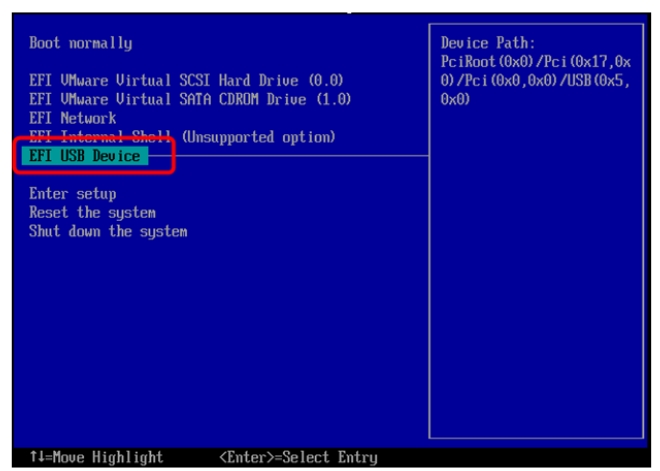 Boot normally
EFI VMware Virtual SCSI Hard Drive (0.0)
EFI VMware Virtual SATA CDROM Drive (1.0)
EFI Network
EFI Internal Shell (Unsupported option)
EFI USB Device
Enter setup
Reset the system
Shut down the system
Device Path:
PciRoot(0x0)/Pci(0x17,0x
0)/Pci(0x0,0x0)/USB(0x5,
0x0)
↑↓=Move Highlight <Enter>=Select Entry